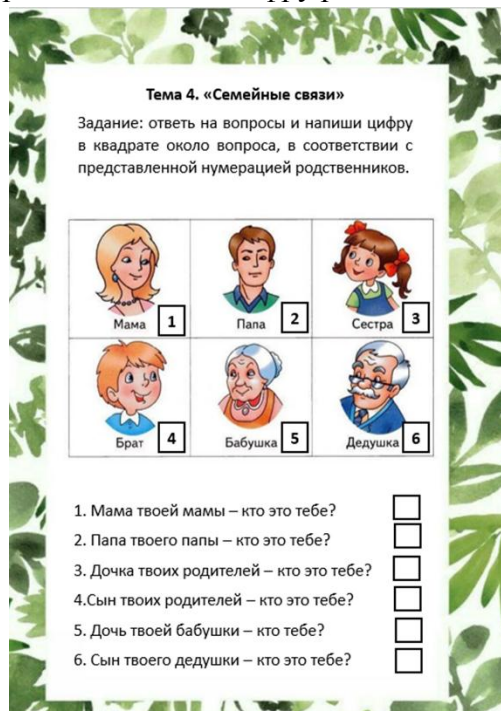 Тема 4. «Семейные связи»
Задание: ответь на вопросы и напиши цифру
в квадрате около вопроса, в соответствии с
представленной нумерацией родственников.
Мама 1
Папа 2
Сестра 3
Брат 4
Бабушка 5
Дедушка 6
1. Мама твоей мамы – кто это тебе?
2. Папа твоего папы – кто это тебе?
3. Дочка твоих родителей – кто это тебе?
4.Сын твоих родителей – кто это тебе?
5. Дочь твоей бабушки – кто тебе?
6. Сын твоего дедушки – кто это тебе?